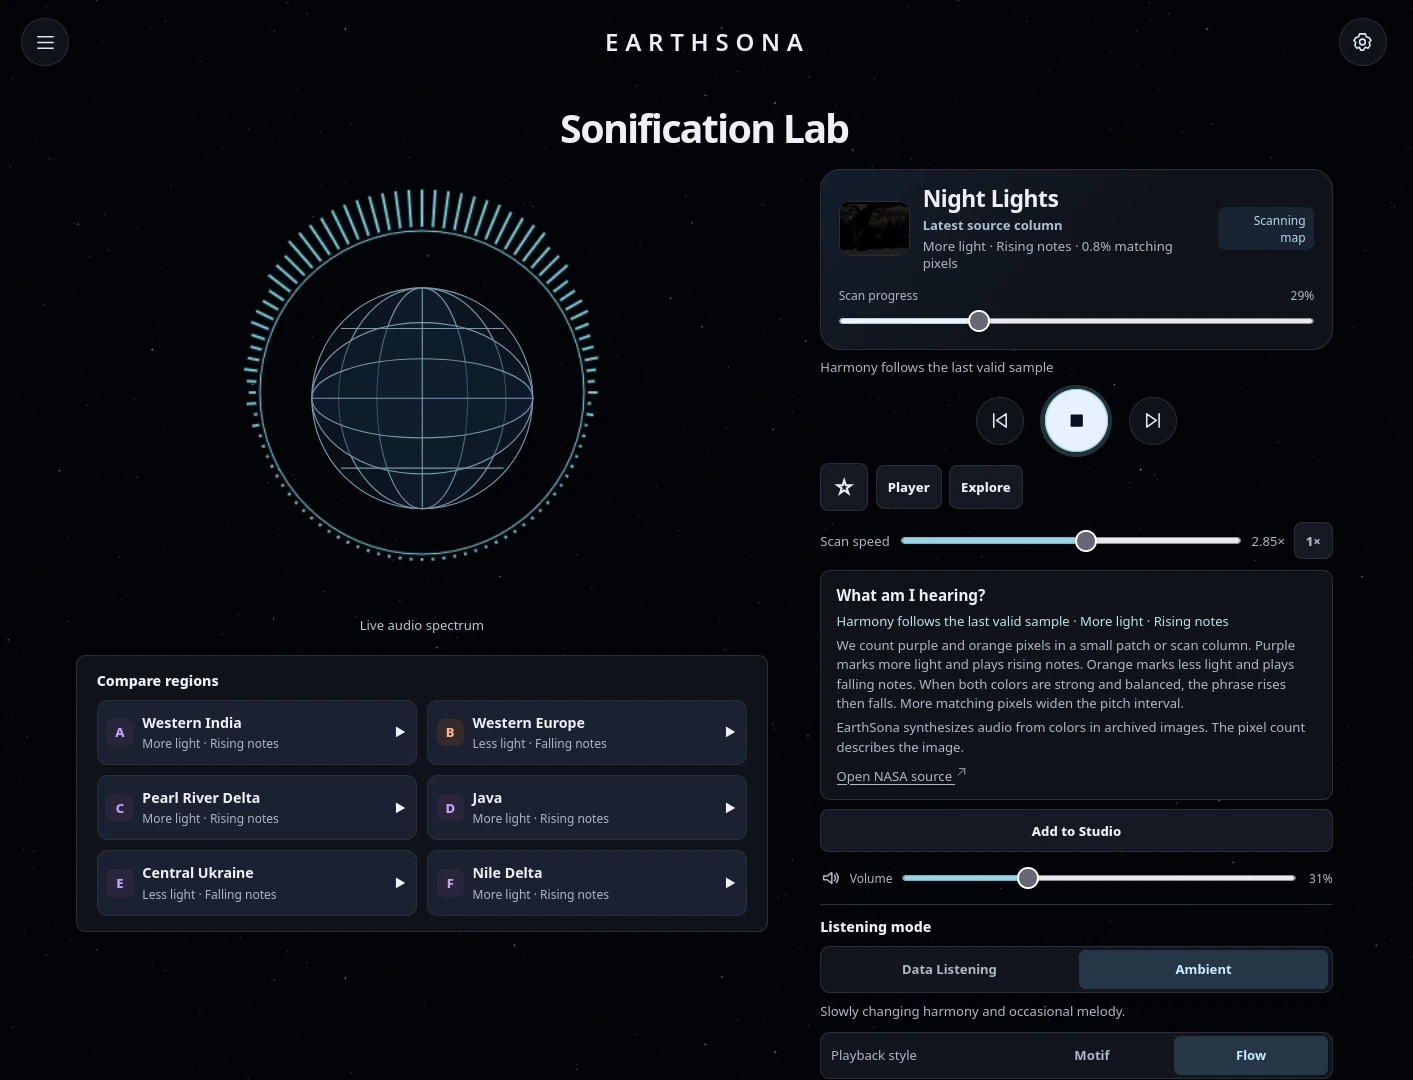 EARTHSONA
Sonification Lab
Night Lights
Latest source column
More light · Rising notes · 0.8% matching
pixels
Scanning
map
Scan progress
29%
Harmony follows the last valid sample
Player
Explore
Scan speed
2.85×
1×
What am I hearing?
Harmony follows the last valid sample · More light · Rising notes
We count purple and orange pixels in a small patch or scan column. Purple
marks more light and plays rising notes. Orange marks less light and plays
falling notes. When both colors are strong and balanced, the phrase rises
then falls. More matching pixels widen the pitch interval.
EarthSona synthesizes audio from colors in archived images. The pixel count
describes the image.
Open NASA source
Add to Studio
Volume
31%
Listening mode
Data Listening
Ambient
Slowly changing harmony and occasional melody.
Playback style
Motif
Flow
Live audio spectrum
Compare regions
A
Western India
More light · Rising notes
B
Western Europe
Less light · Falling notes
C
Pearl River Delta
More light · Rising notes
D
Java
More light · Rising notes
E
Central Ukraine
Less light · Falling notes
F
Nile Delta
More light · Rising notes